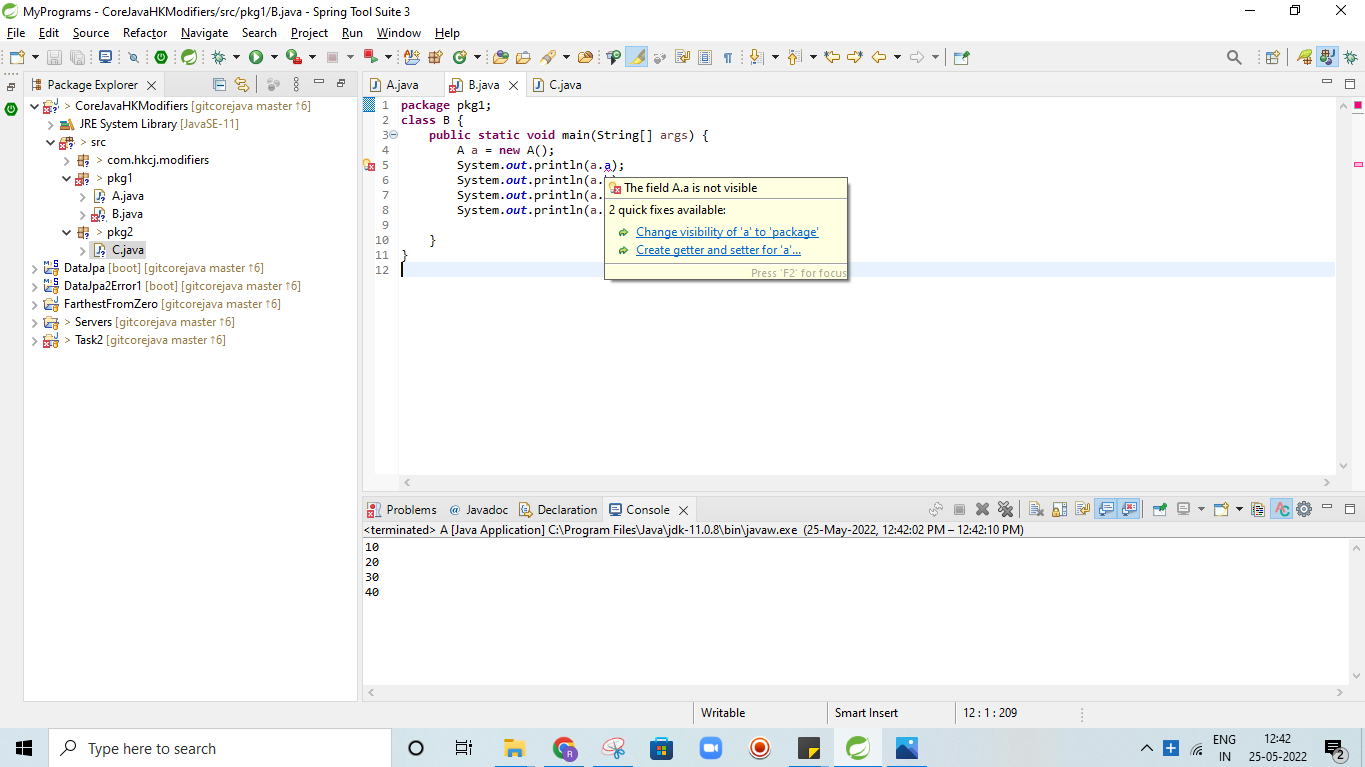 MyPrograms - CoreJavaHKModifiers/src/pkg1/B.java - Spring Tool Suite 3
File Edit Source Refactor Navigate Search Project Run Window Help
Package Explorer
CoreJavaHKModifiers [gitcorejava master ↑6]
JRE System Library [JavaSE-11]
> src
> com.hkcj.modifiers
> pkg1
A.java
B.java
> pkg2
C.java
DataJpa [boot] [gitcorejava master ↑6]
DataJpa2Error1 [boot] [gitcorejava master ↑6]
FarthestFromZero [gitcorejava master ↑6]
> Servers [gitcorejava master ↑6]
> Task2 [gitcorejava master ↑6]
A.java B.java C.java
1 package pkg1;
2 class B {
3 public static void main(String[] args) {
4 A a = new A();
5 System.out.println(a.a);
6 System.out.println(a.
7 System.out.println(a.
8 System.out.println(a.
9
10 }
11 }
12
The field A.a is not visible
2 quick fixes available:
Change visibility of 'a' to 'package'
Create getter and setter for 'a'...
Press 'F2' for focus
Problems @ Javadoc Declaration Console
<terminated> A [Java Application] C:\Program Files\Java\jdk-11.0.8\bin\javaw.exe (25-May-2022, 12:42:02 PM – 12:42:10 PM)
10
20
30
40
Writable Smart Insert 12 : 1 : 209
Type here to search
ENG
IN
12:42
25-05-2022
2